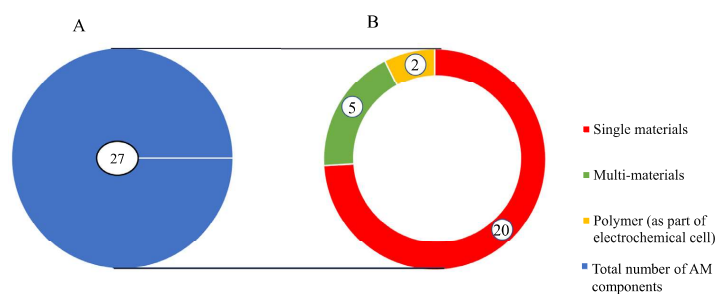 A
B
27
2
5
20
Single materials
Multi-materials
Polymer (as part of
electrochemical cell)
Total number of AM
components